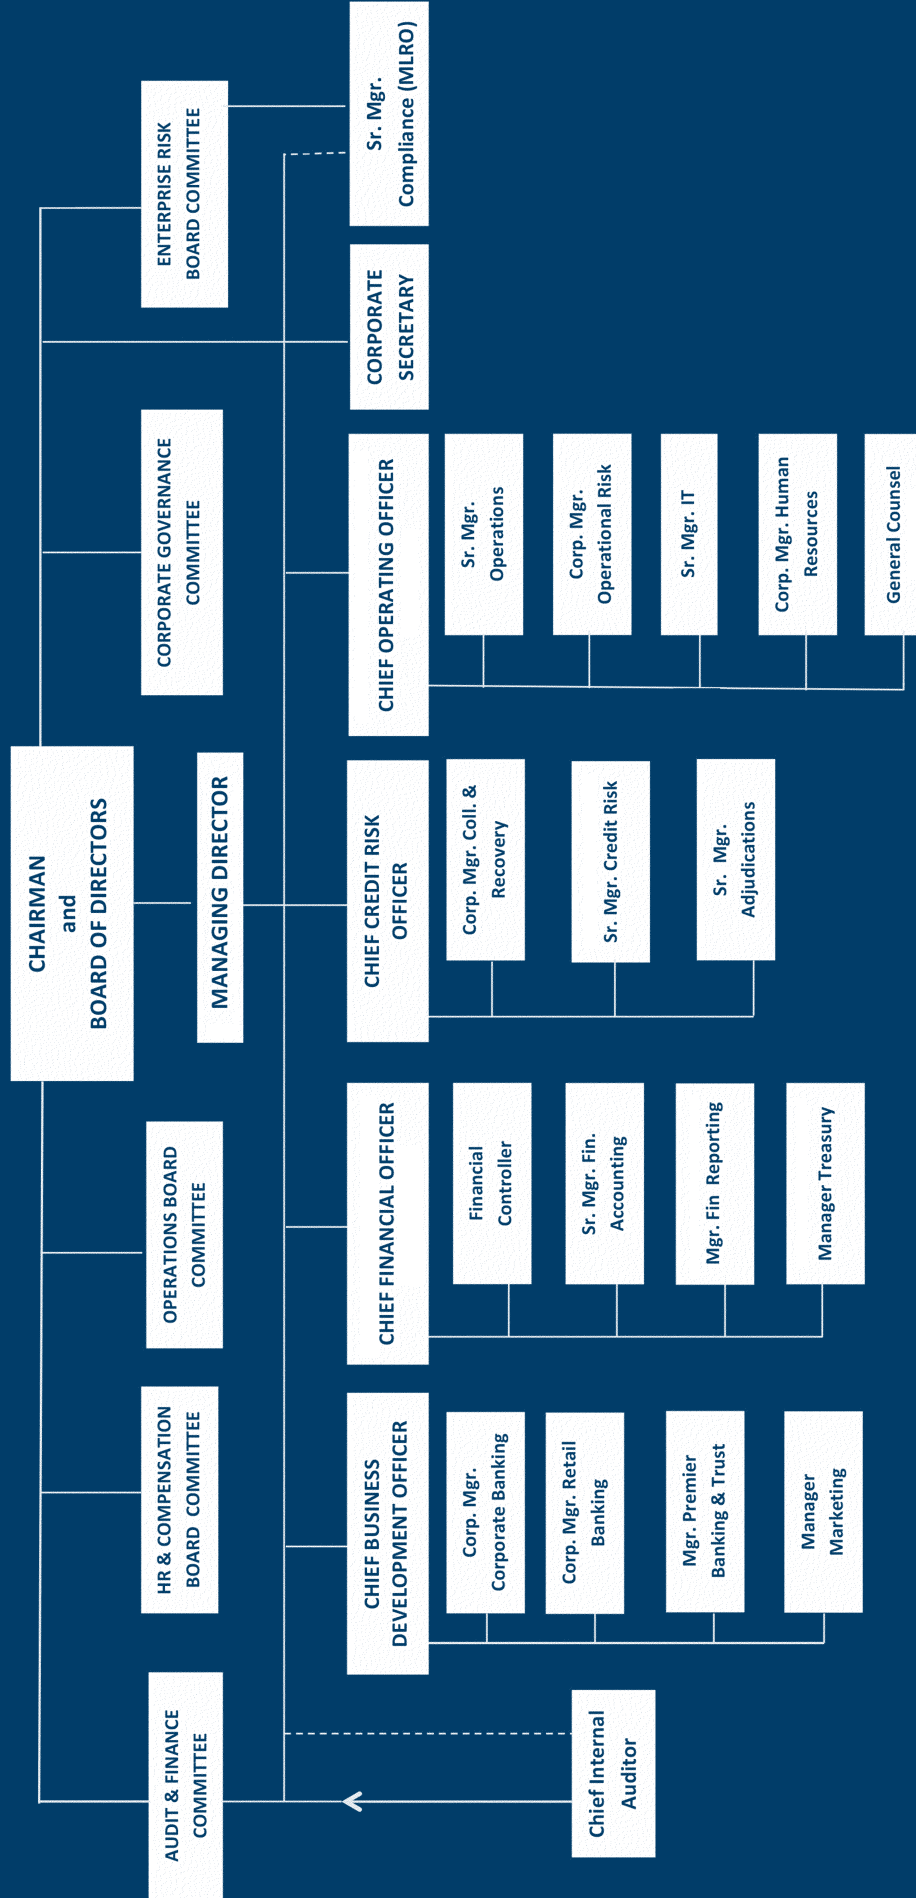 CHAIRMAN
and
BOARD OF DIRECTORS
AUDIT & FINANCE
COMMITTEE
HR & COMPENSATION
BOARD COMMITTEE
OPERATIONS BOARD
COMMITTEE
MANAGING DIRECTOR
CORPORATE GOVERNANCE
COMMITTEE
ENTERPRISE RISK
BOARD COMMITTEE
CHIEF BUSINESS
DEVELOPMENT OFFICER
CHIEF FINANCIAL OFFICER
CHIEF CREDIT RISK
OFFICER
CHIEF OPERATING OFFICER
CORPORATE
SECRETARY
Sr. Mgr.
Compliance (MLRO)
Chief Internal
Auditor
Corp. Mgr.
Corporate Banking
Corp. Mgr. Retail
Banking
Mgr. Premier
Banking & Trust
Manager
Marketing
Financial
Controller
Sr. Mgr. Fin.
Accounting
Mgr. Fin Reporting
Manager Treasury
Corp. Mgr. Coll. &
Recovery
Sr. Mgr. Credit Risk
Sr. Mgr.
Adjudications
Sr. Mgr.
Operations
Corp. Mgr.
Operational Risk
Sr. Mgr. IT
Corp. Mgr. Human
Resources
General Counsel